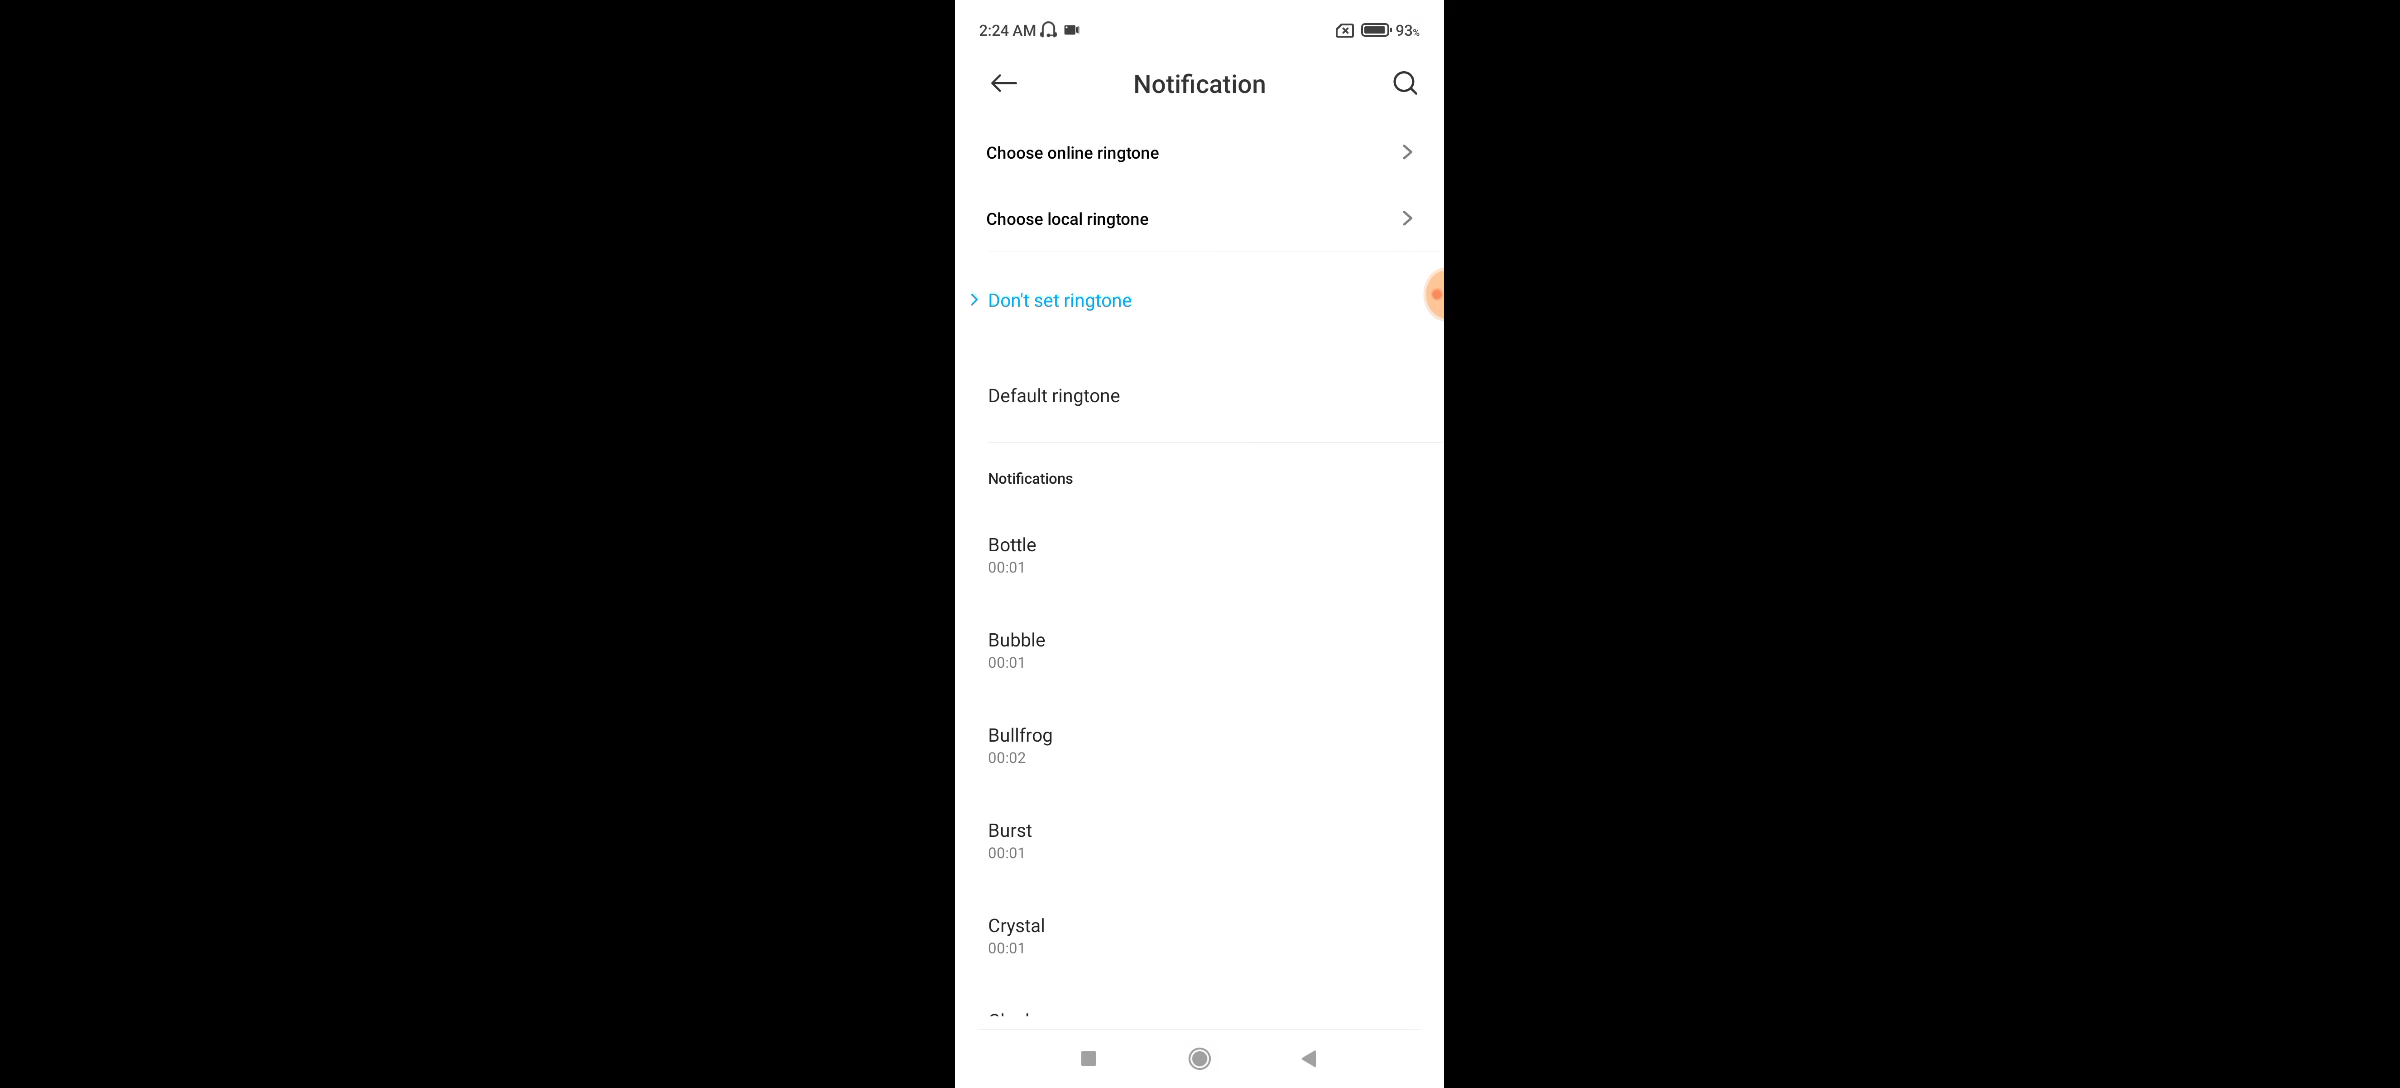 2:24 AM 93%
Notification
Choose online ringtone
Choose local ringtone
Don't set ringtone
Default ringtone
Notifications
Bottle
00:01
Bubble
00:01
Bullfrog
00:02
Burst
00:01
Crystal
00:01